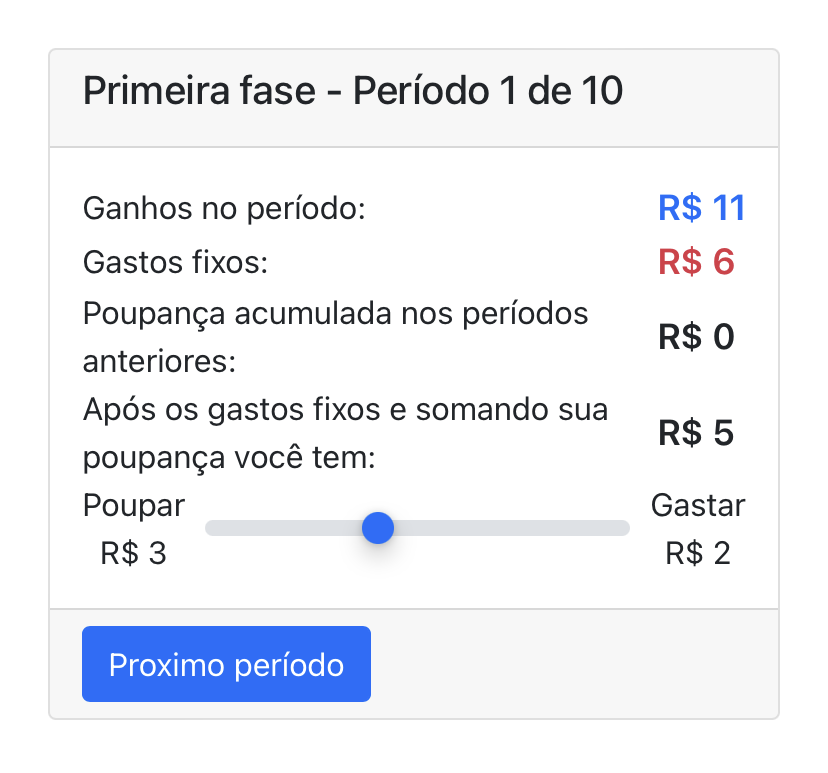 Primeira fase - Período 1 de 10
Ganhos no período: R$ 11
Gastos fixos: R$ 6
Poupança acumulada nos períodos
anteriores: R$ 0
Após os gastos fixos e somando sua
poupança você tem: R$ 5
Poupar Gastar
R$ 3 R$ 2
Proximo período